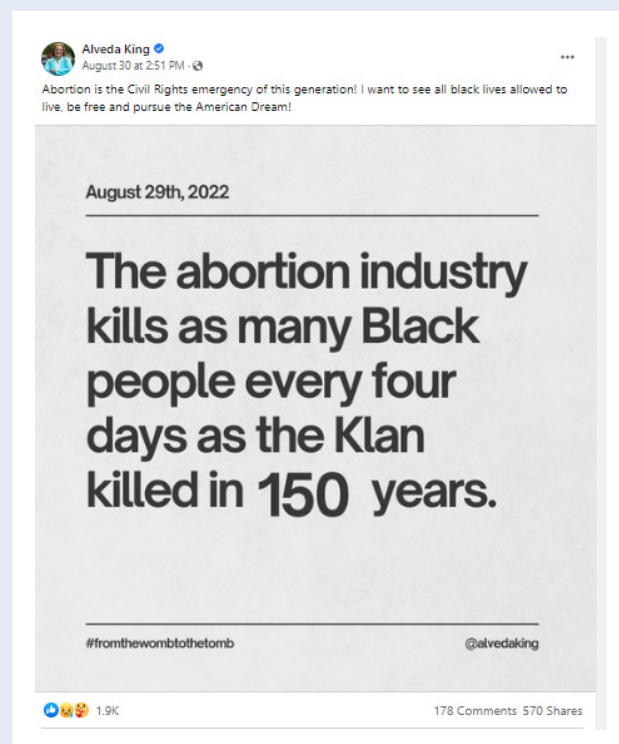 Alveda King
August 30 at 2:51 PM ·
Abortion is the Civil Rights emergency of this generation! I want to see all black lives allowed to
live, be free and pursue the American Dream!
August 29th, 2022
The abortion industry
kills as many Black
people every four
days as the Klan
killed in 150 years.
#fromthewombtothetomb
@alvedaking
1.9K
178 Comments 570 Shares